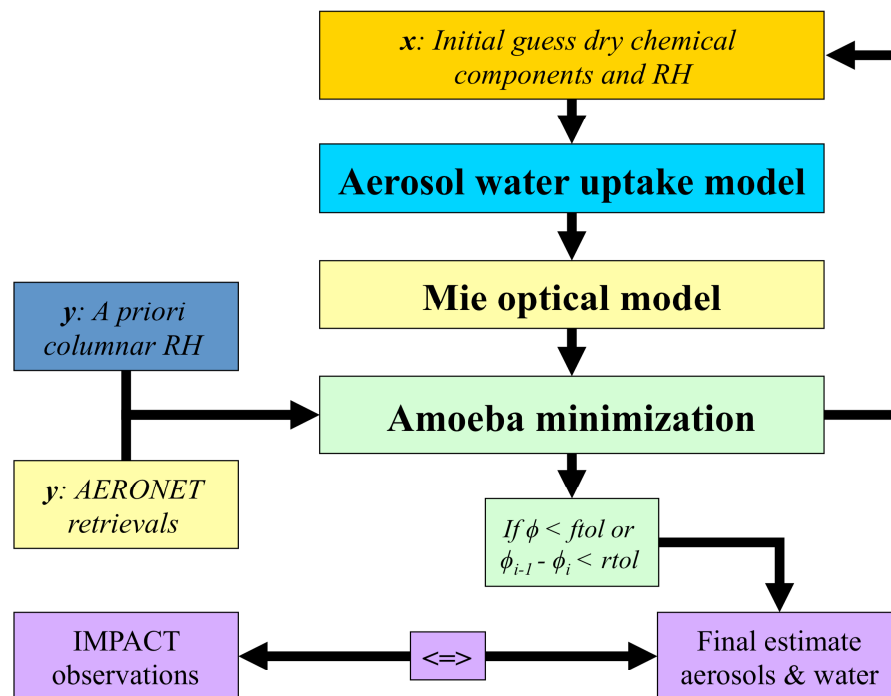 x: Initial guess dry chemical
components and RH
Aerosol water uptake model
Mie optical model
y: A priori
columnar RH
Amoeba minimization
y: AERONET
retrievals
If ϕ < ftol or
ϕi-1 - ϕi < rtol
IMPACT
observations
<=>
Final estimate
aerosols & water